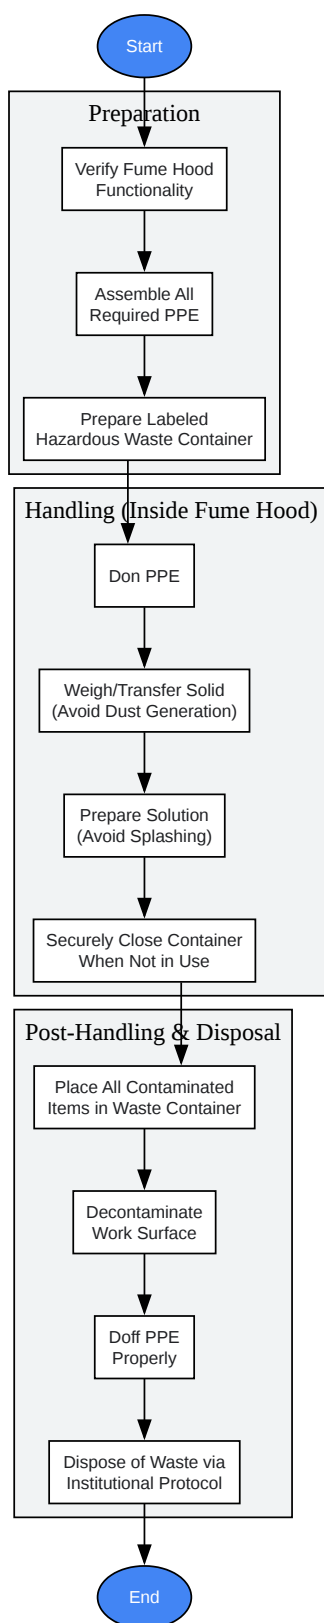 Start
Preparation
Verify Fume Hood
Functionality
Assemble All
Required PPE
Prepare Labeled
Hazardous Waste Container
Handling (Inside Fume Hood)
Don PPE
Weigh/Transfer Solid
(Avoid Dust Generation)
Prepare Solution
(Avoid Splashing)
Securely Close Container
When Not in Use
Post-Handling & Disposal
Place All Contaminated
Items in Waste Container
Decontaminate
Work Surface
Doff PPE
Properly
Dispose of Waste via
Institutional Protocol
End